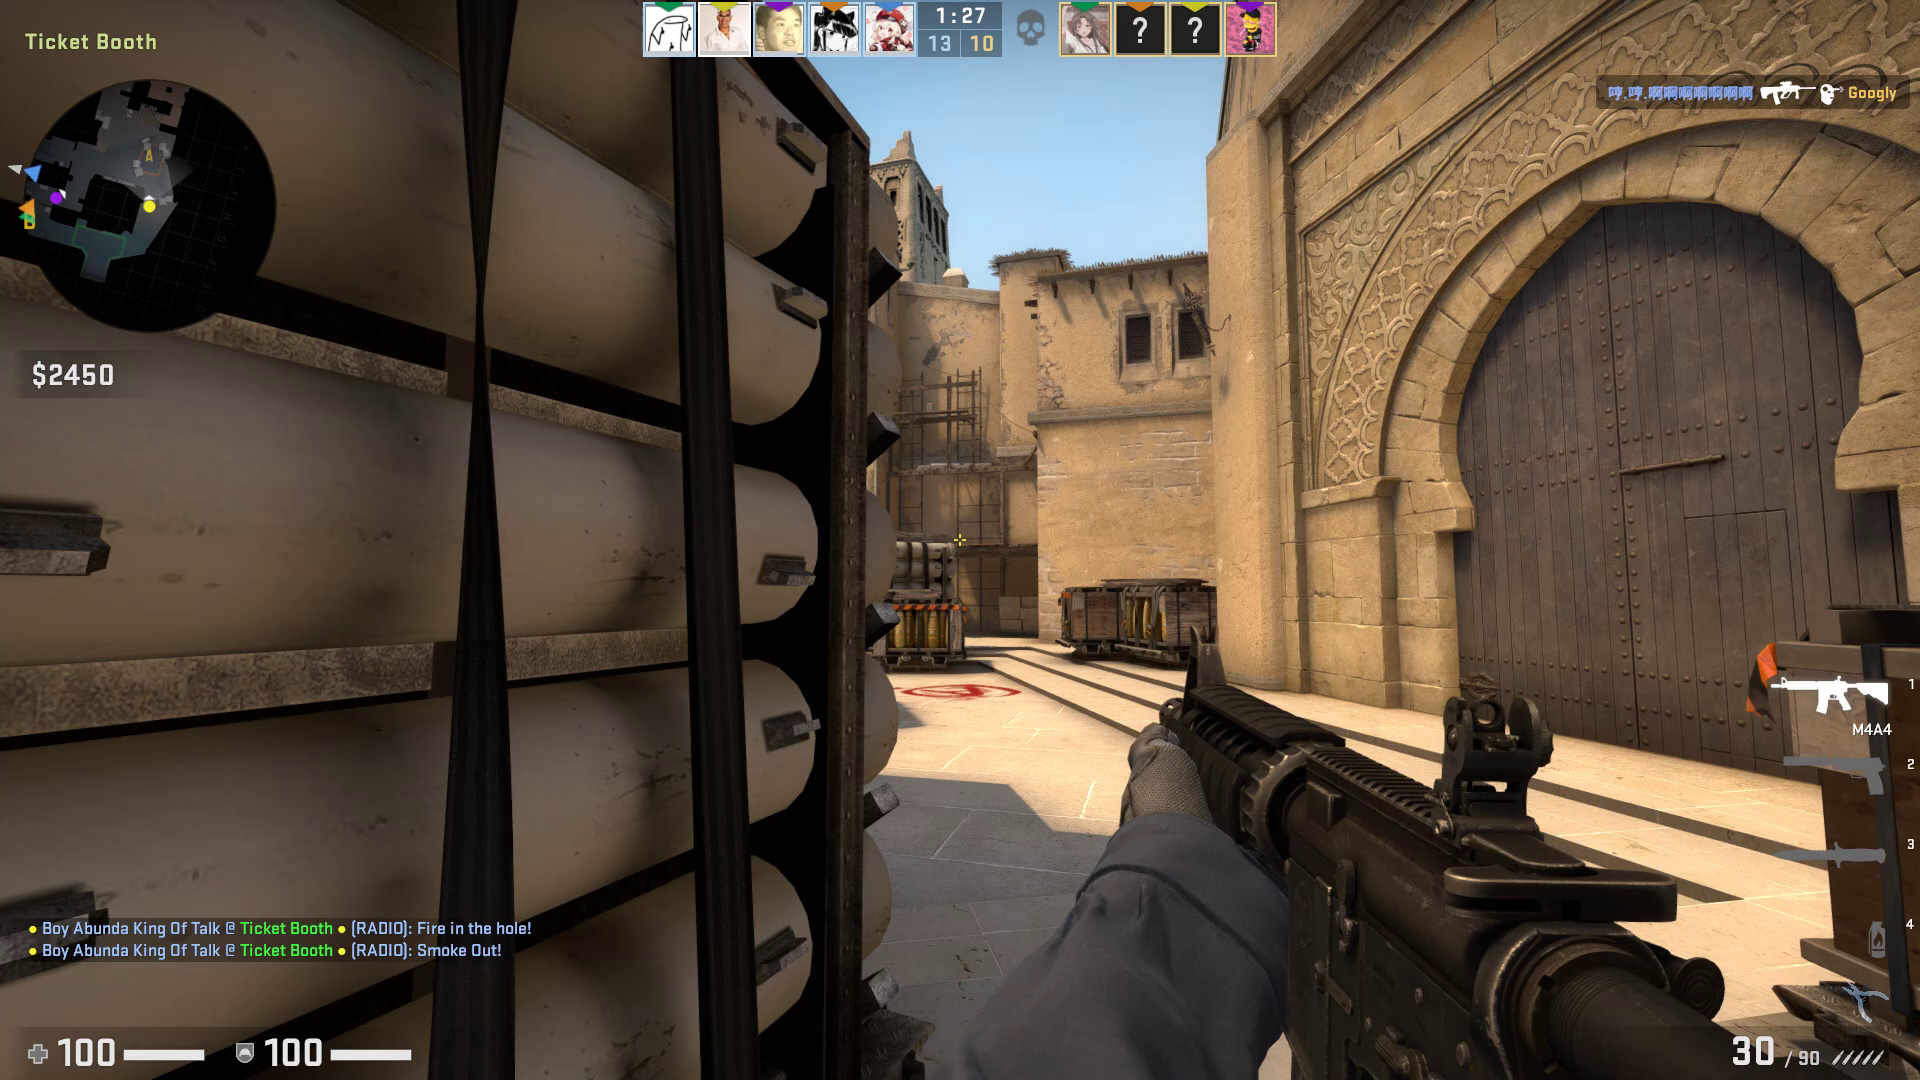 Ticket Booth
1:27
13 10
? ?
A
哼.哼.啊啊啊啊啊啊啊 Googly
$2450
1
M4A4
2
3
4
● Boy Abunda King Of Talk @ Ticket Booth ● (RADIO): Fire in the hole!
● Boy Abunda King Of Talk @ Ticket Booth ● (RADIO): Smoke Out!
100 100
30 / 90